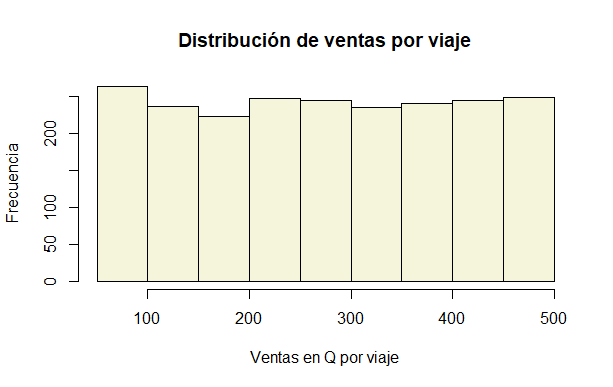 Distribución de ventas por viaje
Frecuencia
200
100
50
0
100 200 300 400 500
Ventas en Q por viaje